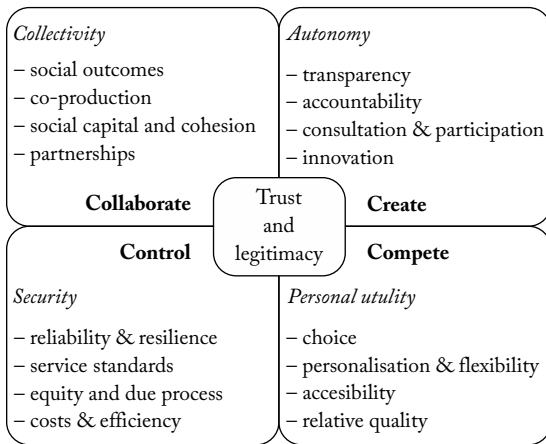 Collectivity
– social outcomes
– co-production
– social capital and cohesion
– partnerships
Collaborate
Autonomy
– transparency
– accountability
– consultation & participation
– innovation
Create
Trust
and
legitimacy
Control
Security
– reliability & resilience
– service standards
– equity and due process
– costs & efficiency
Compete
Personal utulity
– choice
– personalisation & flexibility
– accesibility
– relative quality